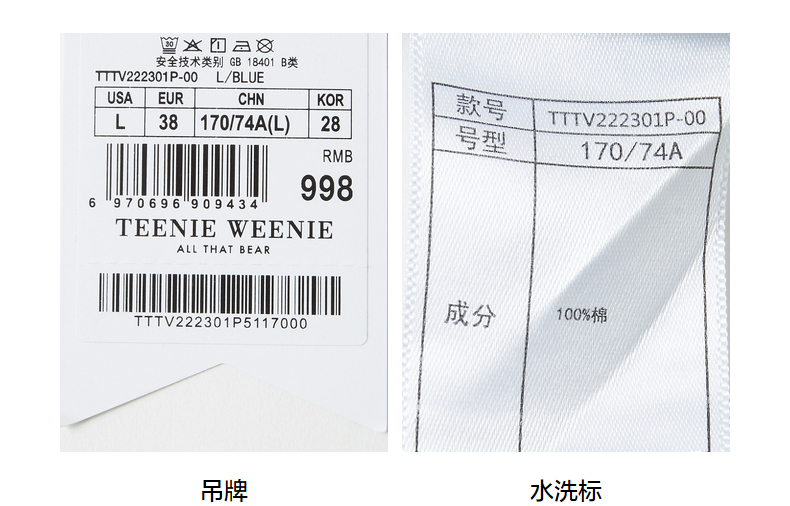 30
安全技术类别 GB 18401 B类
TTTV222301P-00 L/BLUE
USA EUR CHN KOR
L 38 170/74A(L) 28
RMB
998
6 970696 909434
TEENIE WEENIE
ALL THAT BEAR
TTTV222301P5117000
吊牌
款号 TTTV222301P-00
号型 170/74A
成分 100%棉
水洗标